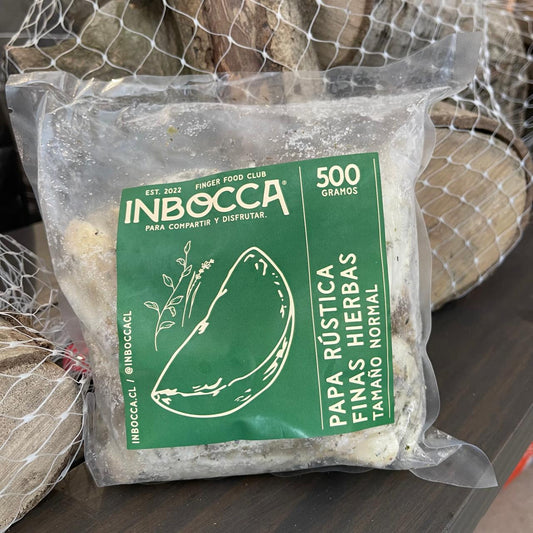 EST. 2022 FINGER FOOD CLUB
INBOCCA®
PARA COMPARTIR Y DISFRUTAR.
500
GRAMOS
PAPA RÚSTICA
FINAS HIERBAS
TAMAÑO NORMAL
INBOCCA.CL / @INBOCCACL